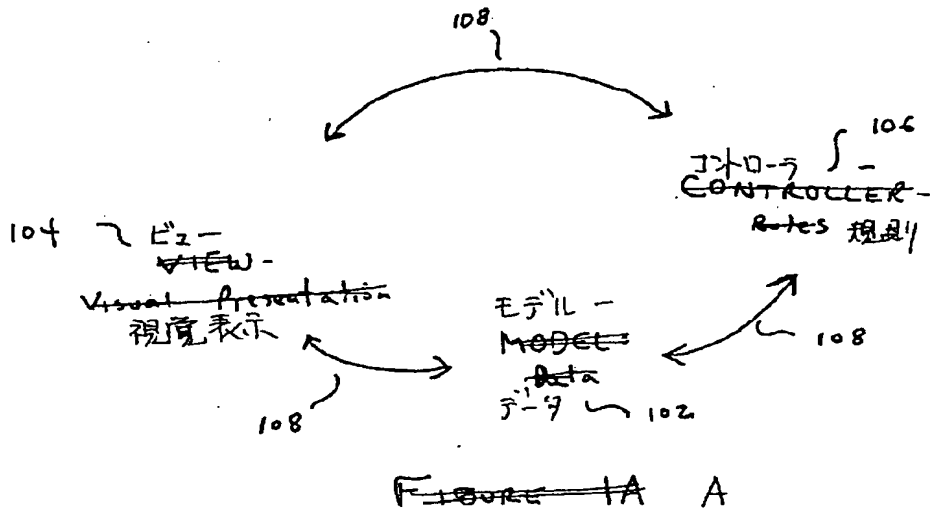 108
106
コントローラ -
CONTROLLER -
Rules 規則
104 ビュー
VIEW -
Visual Presentation
視覚表示
モデル -
MODEL -
Data
データ 102
108
108
FIGURE 1A A